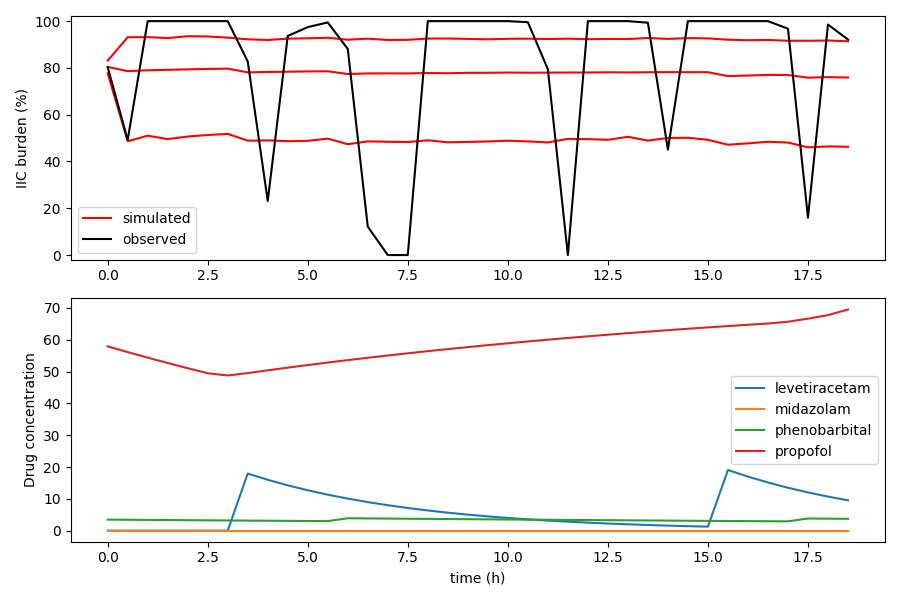 100
80
60
40
20
0
IIC burden (%)
simulated
observed
0.0 2.5 5.0 7.5 10.0 12.5 15.0 17.5
70
60
50
40
30
20
10
0
Drug concentration
levetiracetam
midazolam
phenobarbital
propofol
0.0 2.5 5.0 7.5 10.0 12.5 15.0 17.5
time (h)